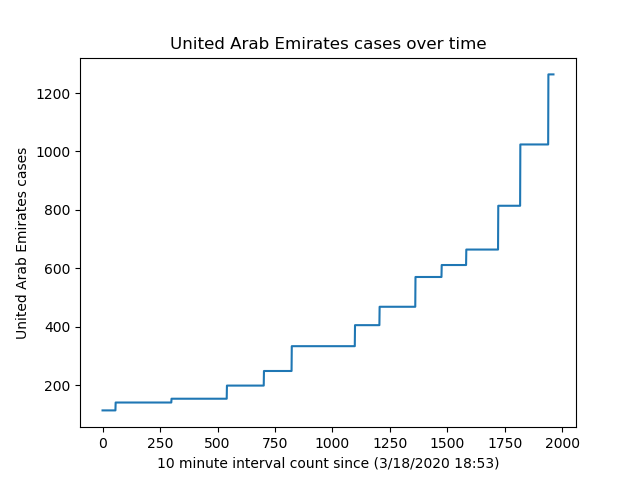 United Arab Emirates cases over time
United Arab Emirates cases
1200
1000
800
600
400
200
0 250 500 750 1000 1250 1500 1750 2000
10 minute interval count since (3/18/2020 18:53)